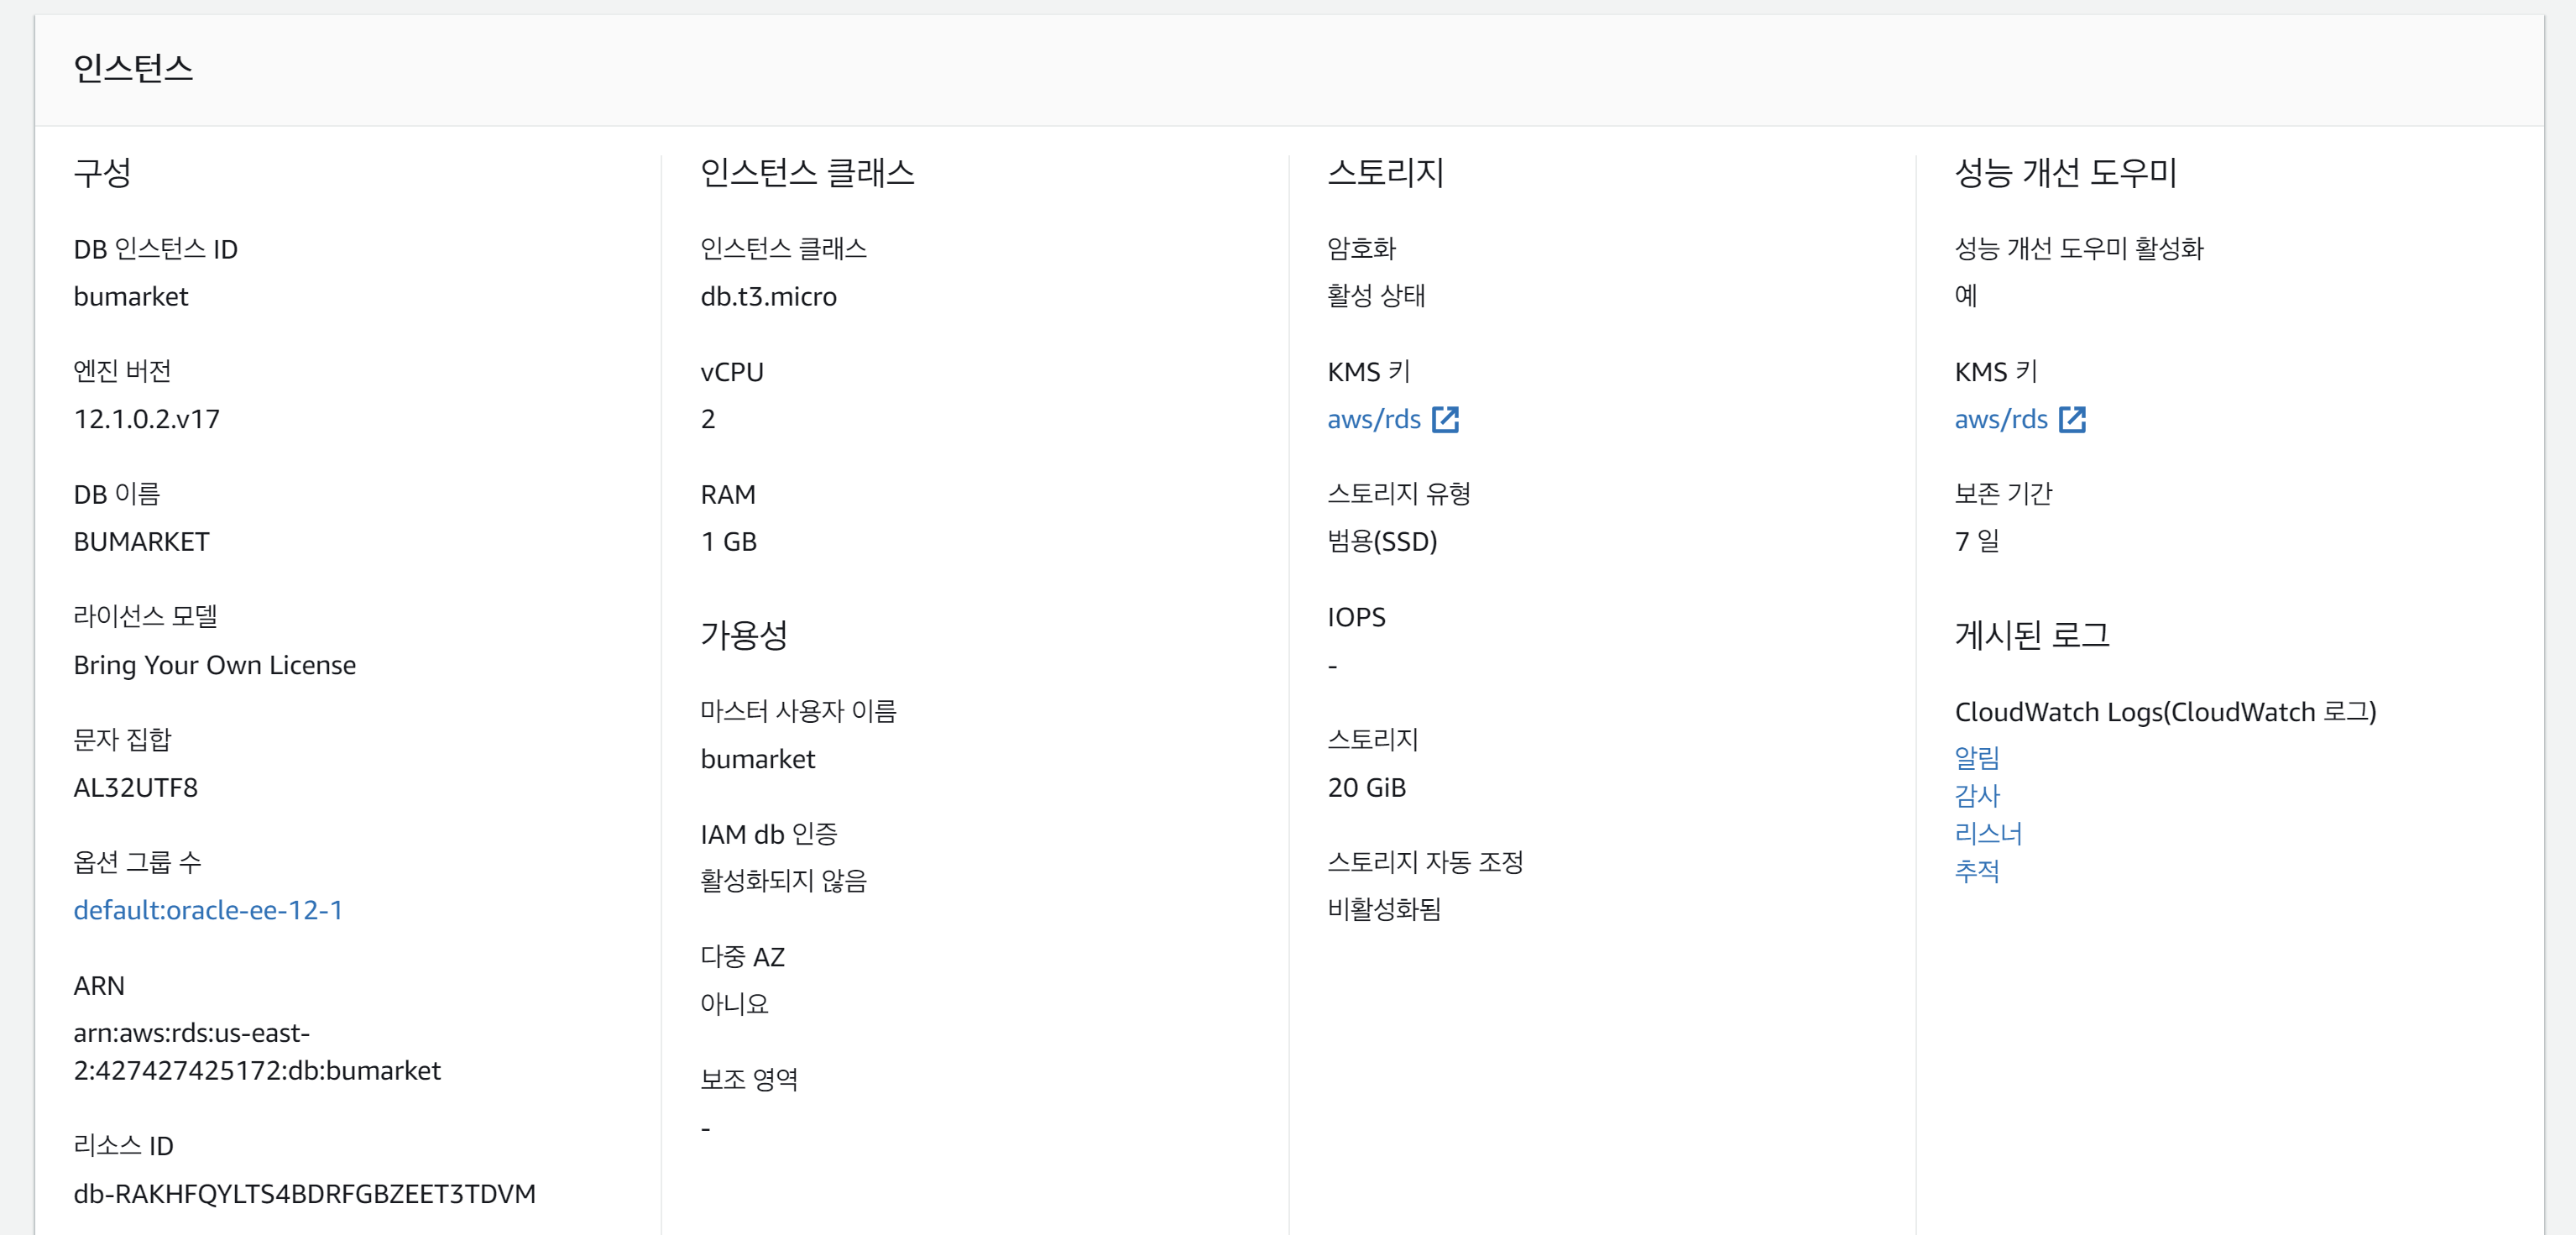 인스턴스
구성
DB 인스턴스 ID
bumarket
엔진 버전
12.1.0.2.v17
DB 이름
BUMARKET
라이선스 모델
Bring Your Own License
문자 집합
AL32UTF8
옵션 그룹 수
default:oracle-ee-12-1
ARN
arn:aws:rds:us-east-
2:427427425172:db:bumarket
리소스 ID
db-RAKHFQYLTS4BDRFGBZEET3TDVM
인스턴스 클래스
인스턴스 클래스
db.t3.micro
vCPU
2
RAM
1 GB
가용성
마스터 사용자 이름
bumarket
IAM db 인증
활성화되지 않음
다중 AZ
아니요
보조 영역
-
스토리지
암호화
활성 상태
KMS 키
aws/rds
스토리지 유형
범용(SSD)
IOPS
-
스토리지
20 GiB
스토리지 자동 조정
비활성화됨
성능 개선 도우미
성능 개선 도우미 활성화
예
KMS 키
aws/rds
보존 기간
7 일
게시된 로그
CloudWatch Logs(CloudWatch 로그)
알림
감사
리스너
추적